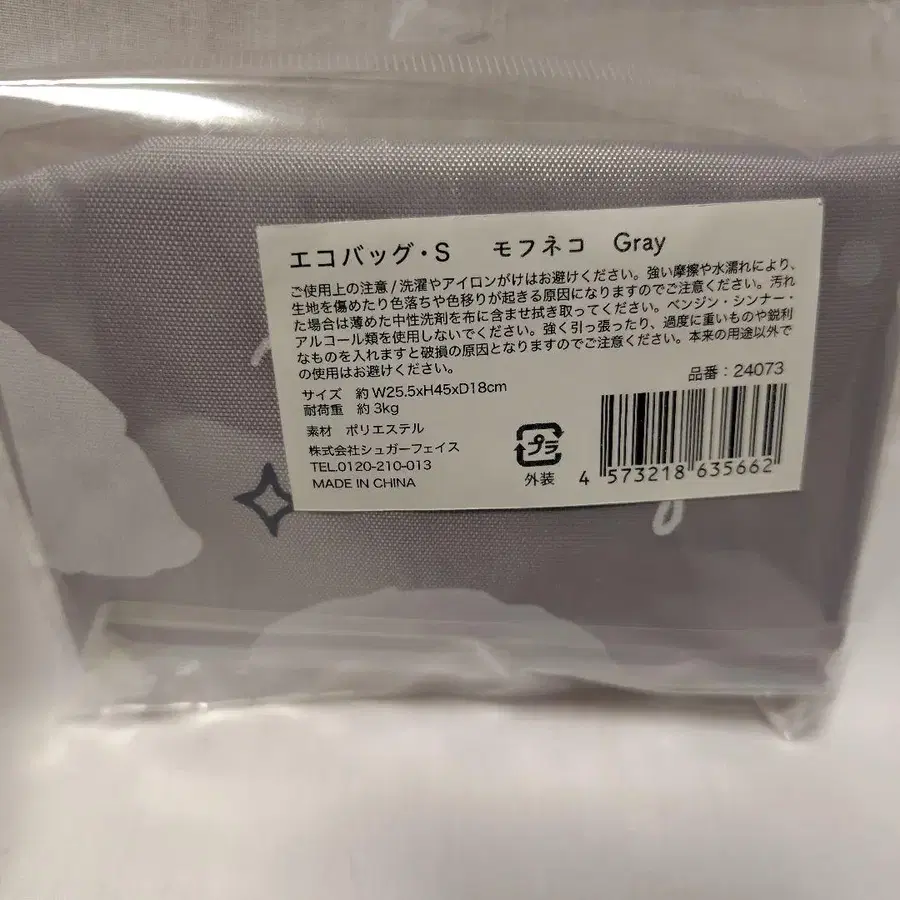 エコバッグ・S モフネコ Gray
ご使用上の注意 / 洗濯やアイロンがけはお避けください。強い摩擦や水濡れにより、
生地を傷めたり色落ちや色移りが起きる原因になりますのでご注意ください。汚れ
た場合は薄めた中性洗剤を布に含ませ拭き取ってください。ベンジン・シンナー・
アルコール類を使用しないでください。強く引っ張ったり、過度に重いものや鋭利
なものを入れますと破損の原因となりますのでご注意ください。本来の用途以外で
の使用はお避けください。
品番：24073
サイズ 約 W25.5xH45xD18cm
耐荷重 約 3kg
素材 ポリエステル
株式会社シュガーフェイス
TEL.0120-210-013
MADE IN CHINA
プラ
外装
4 573218 635662